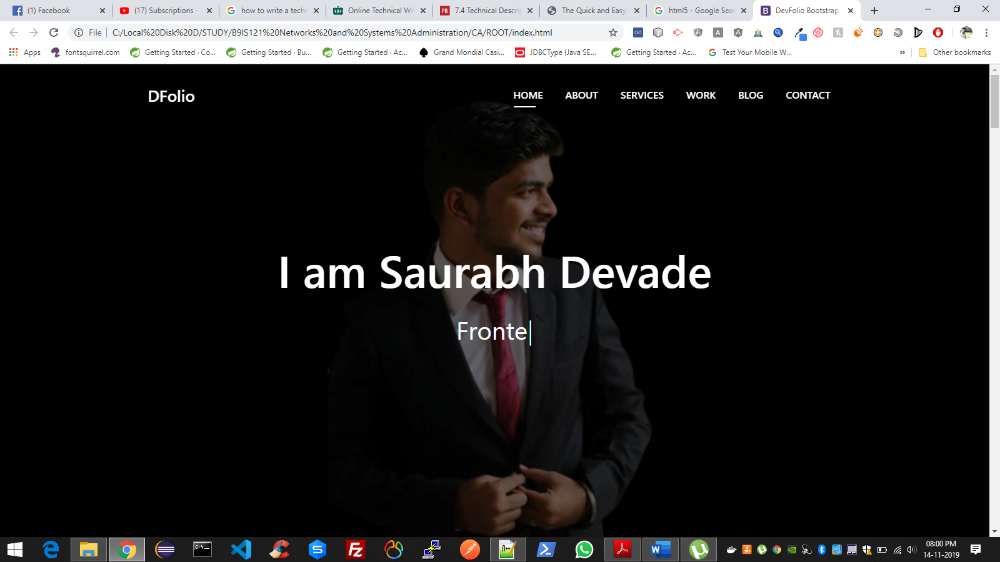 (1) Facebook
(17) Subscriptions -
how to write a techn
Online Technical Wri
7.4 Technical Descrip
The Quick and Easy
html5 - Google Sear
DevFolio Bootstrap
File
C:/Local%20Disk%20D/STUDY/B9IS121%20Networks%20and%20Systems%20Administration/CA/ROOT/index.html
Apps
fontsquirrel.com
Getting Started · Co...
Getting Started · Bu...
Getting Started · Ac...
Grand Mondial Casi...
JDBCType (Java SE...
Getting Started · Ac...
Test Your Mobile W...
»
Other bookmarks
DFolio
HOME
ABOUT
SERVICES
WORK
BLOG
CONTACT
I am Saurabh Devade
Fronte|
08:00 PM
14-11-2019